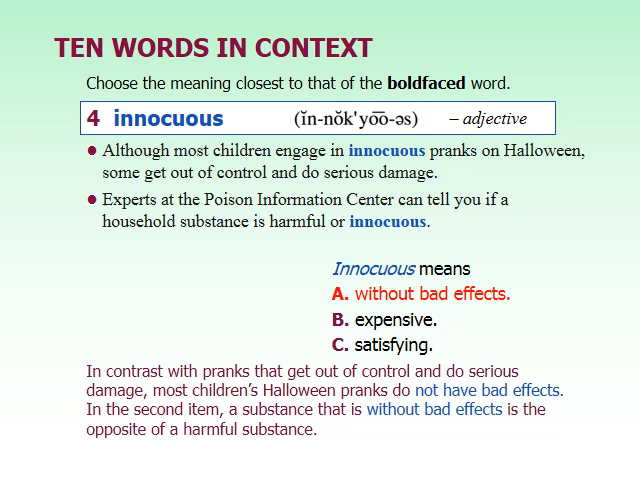 TEN WORDS IN CONTEXT
Choose the meaning closest to that of the boldfaced word.
4 innocuous (ĭn-nŏk'yo͞o-əs) – adjective
• Although most children engage in innocuous pranks on Halloween,
some get out of control and do serious damage.
• Experts at the Poison Information Center can tell you if a
household substance is harmful or innocuous.
Innocuous means
A. without bad effects.
B. expensive.
C. satisfying.
In contrast with pranks that get out of control and do serious
damage, most children’s Halloween pranks do not have bad effects.
In the second item, a substance that is without bad effects is the
opposite of a harmful substance.